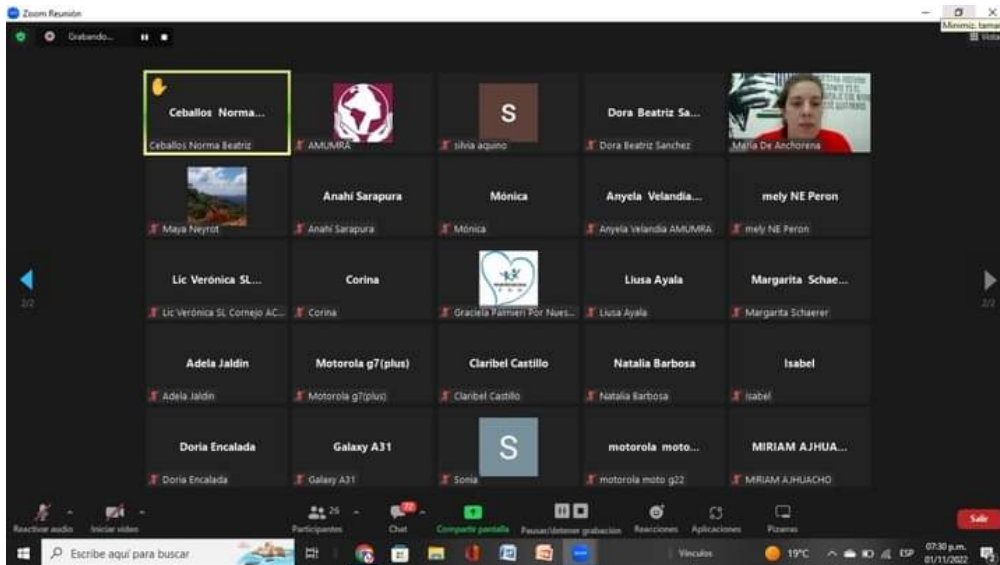 Zoom Reunión
Minimiz. tama
Grabando...
Vista
Ceballos Norma...
Ceballos Norma Beatriz
AMUMRA
S
silvia aquino
Dora Beatriz Sa...
Dora Beatriz Sanchez
María De Anchorena
Maya Neyrot
Anahí Sarapura
Anahí Sarapura
Mónica
Mónica
Anyela Velandia...
Anyela Velandia AMUMRA
mely NE Peron
mely NE Peron
Lic Verónica SL...
Lic Verónica SL Cornejo AC...
Corina
Corina
Graciela Palmieri Por Nues...
Liusa Ayala
Liusa Ayala
Margarita Schae...
Margarita Schaerer
2/2
2/2
Adela Jaldin
Adela Jaldin
Motorola g7(plus)
Motorola g7(plus)
Claribel Castillo
Claribel Castillo
Natalia Barbosa
Natalia Barbosa
Isabel
Isabel
Doria Encalada
Doria Encalada
Galaxy A31
Galaxy A31
S
Sonia
motorola moto...
motorola moto g22
MIRIAM AJHUA...
MIRIAM AJHUACHO
Reactivar audio
Iniciar video
26
Participantes
72
Chat
Compartir pantalla
Pausar/detener grabación
Reacciones
Aplicaciones
Pizarras
Salir
Escribe aquí para buscar
Vínculos
19°C
ESP
07:30 p.m.
01/11/2022